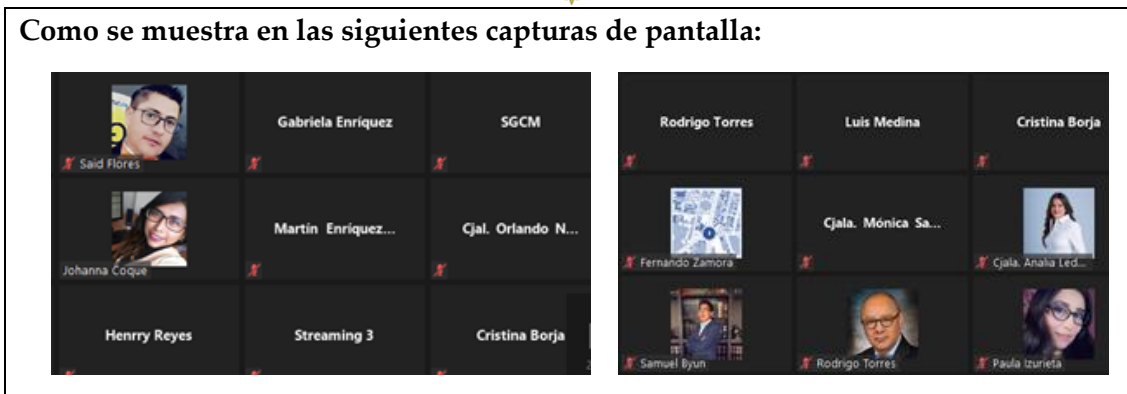 Como se muestra en las siguientes capturas de pantalla:
Gabriela Enríquez
SGCM
Said Flores
Martín Enríquez...
Cjal. Orlando N...
Johanna Coque
Henrry Reyes
Streaming 3
Cristina Borja
Rodrigo Torres
Luis Medina
Cristina Borja
Cjala. Mónica Sa...
Fernando Zamora
Cjala. Analia Led...
Samuel Byun
Rodrigo Torres
Paula Izurieta